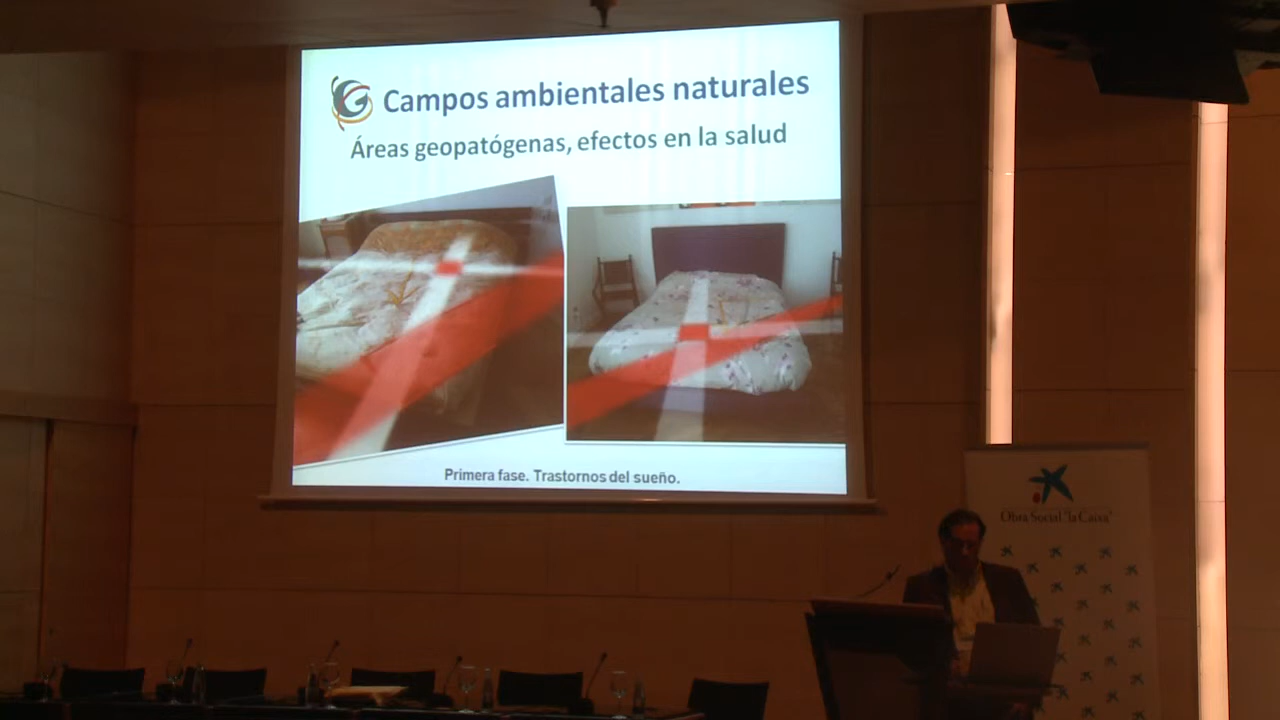 Campos ambientales naturales
Áreas geopatógenas, efectos en la salud
Primera fase. Trastornos del sueño.
Obra Social "la Caixa"